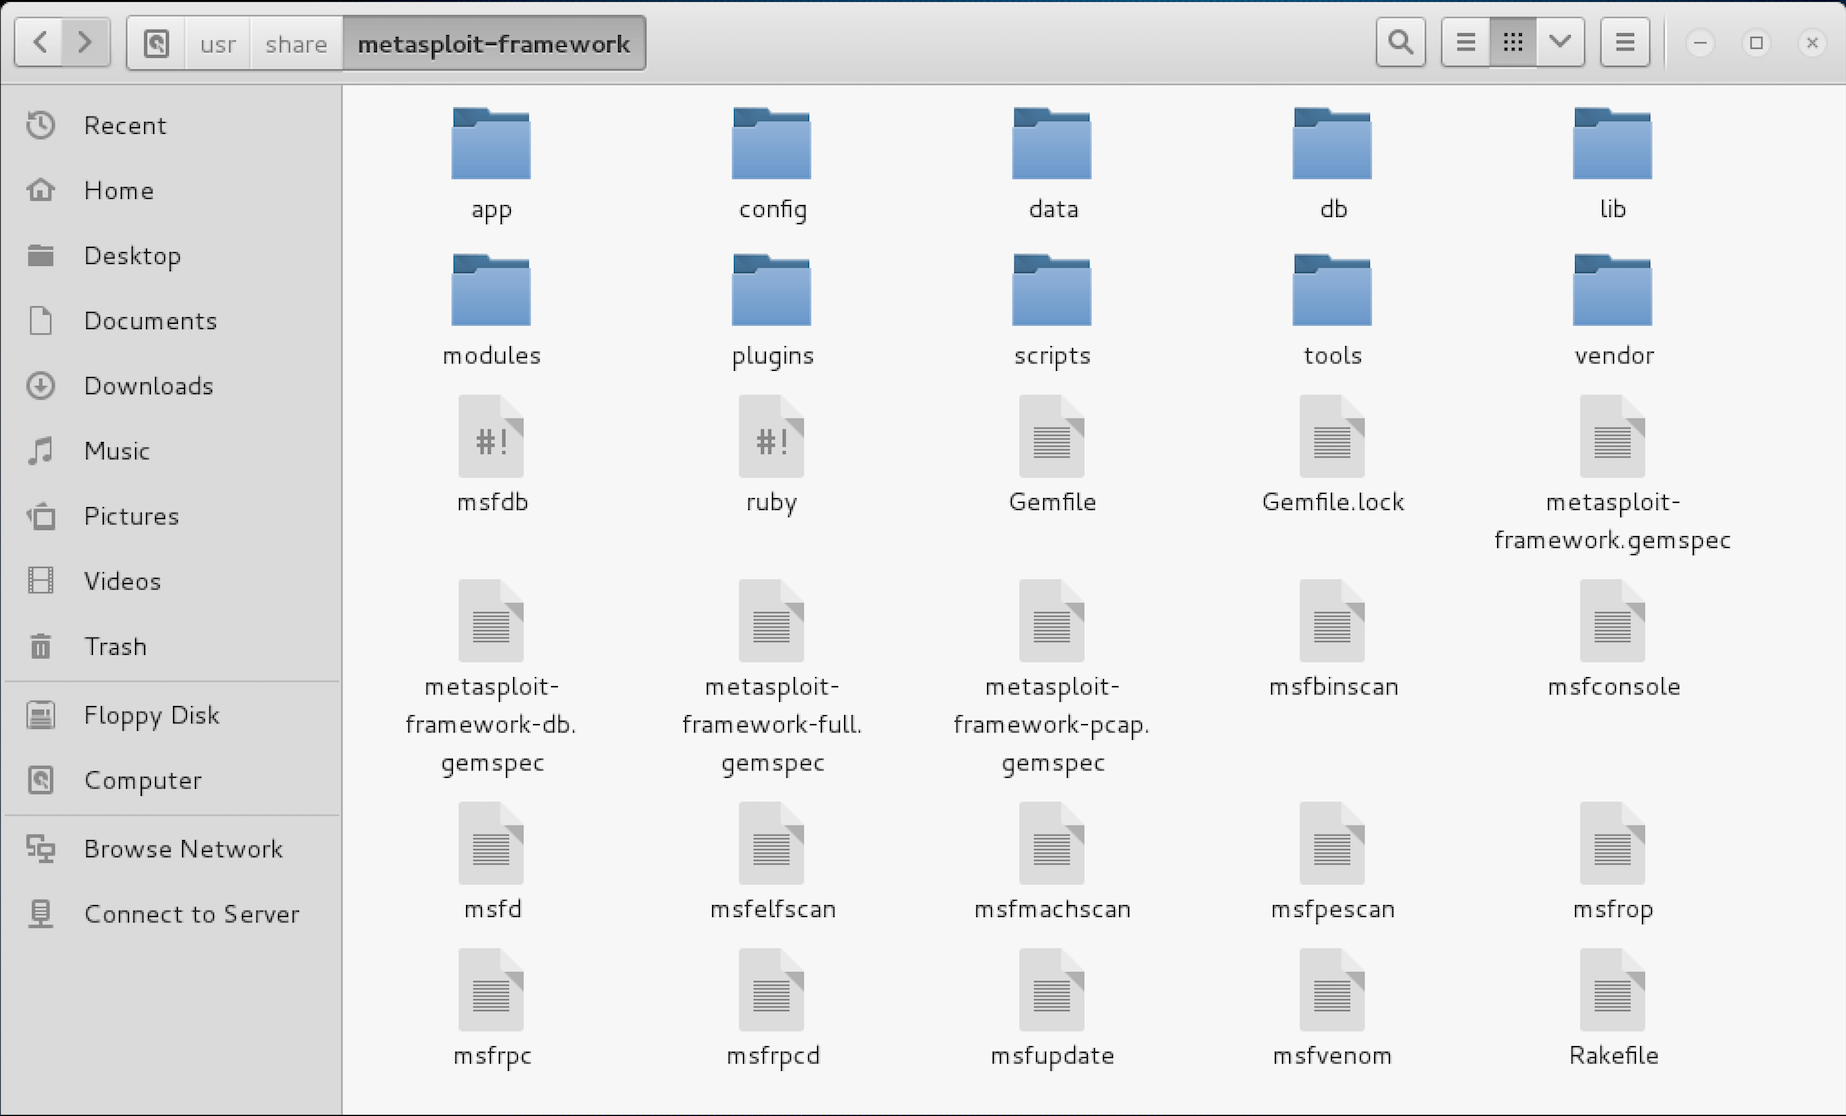 usr share metasploit-framework
Recent
Home
Desktop
Documents
Downloads
Music
Pictures
Videos
Trash
Floppy Disk
Computer
Browse Network
Connect to Server
app config data db lib
modules plugins scripts tools vendor
#! #!
msfdb ruby Gemfile Gemfile.lock metasploit-
framework.gemspec
metasploit- metasploit- metasploit- msfbinscan msfconsole
framework-db. framework-full. framework-pcap.
gemspec gemspec gemspec
msfd msfelfscan msfmachscan msfpescan msfrop
msfrpc msfrpcd msfupdate msfvenom Rakefile